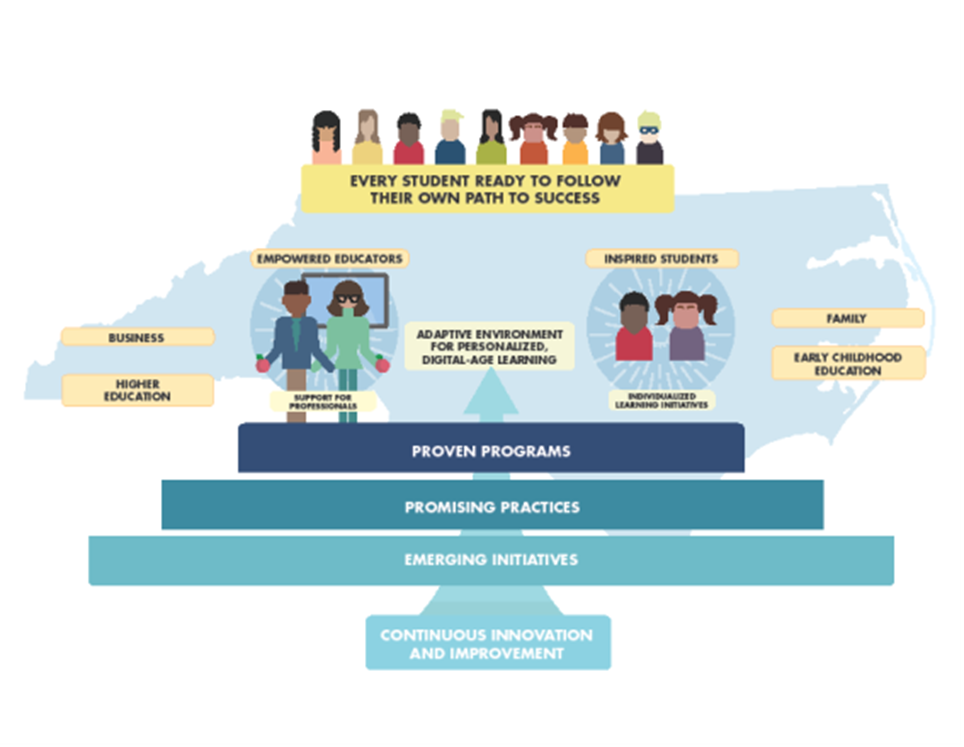 EVERY STUDENT READY TO FOLLOW
THEIR OWN PATH TO SUCCESS
EMPOWERED EDUCATORS
INSPIRED STUDENTS
BUSINESS
HIGHER
EDUCATION
ADAPTIVE ENVIRONMENT
FOR PERSONALIZED,
DIGITAL-AGE LEARNING
FAMILY
EARLY CHILDHOOD
EDUCATION
SUPPORT FOR
PROFESSIONALS
INDIVIDUALIZED
LEARNING INITIATIVES
PROVEN PROGRAMS
PROMISING PRACTICES
EMERGING INITIATIVES
CONTINUOUS INNOVATION
AND IMPROVEMENT